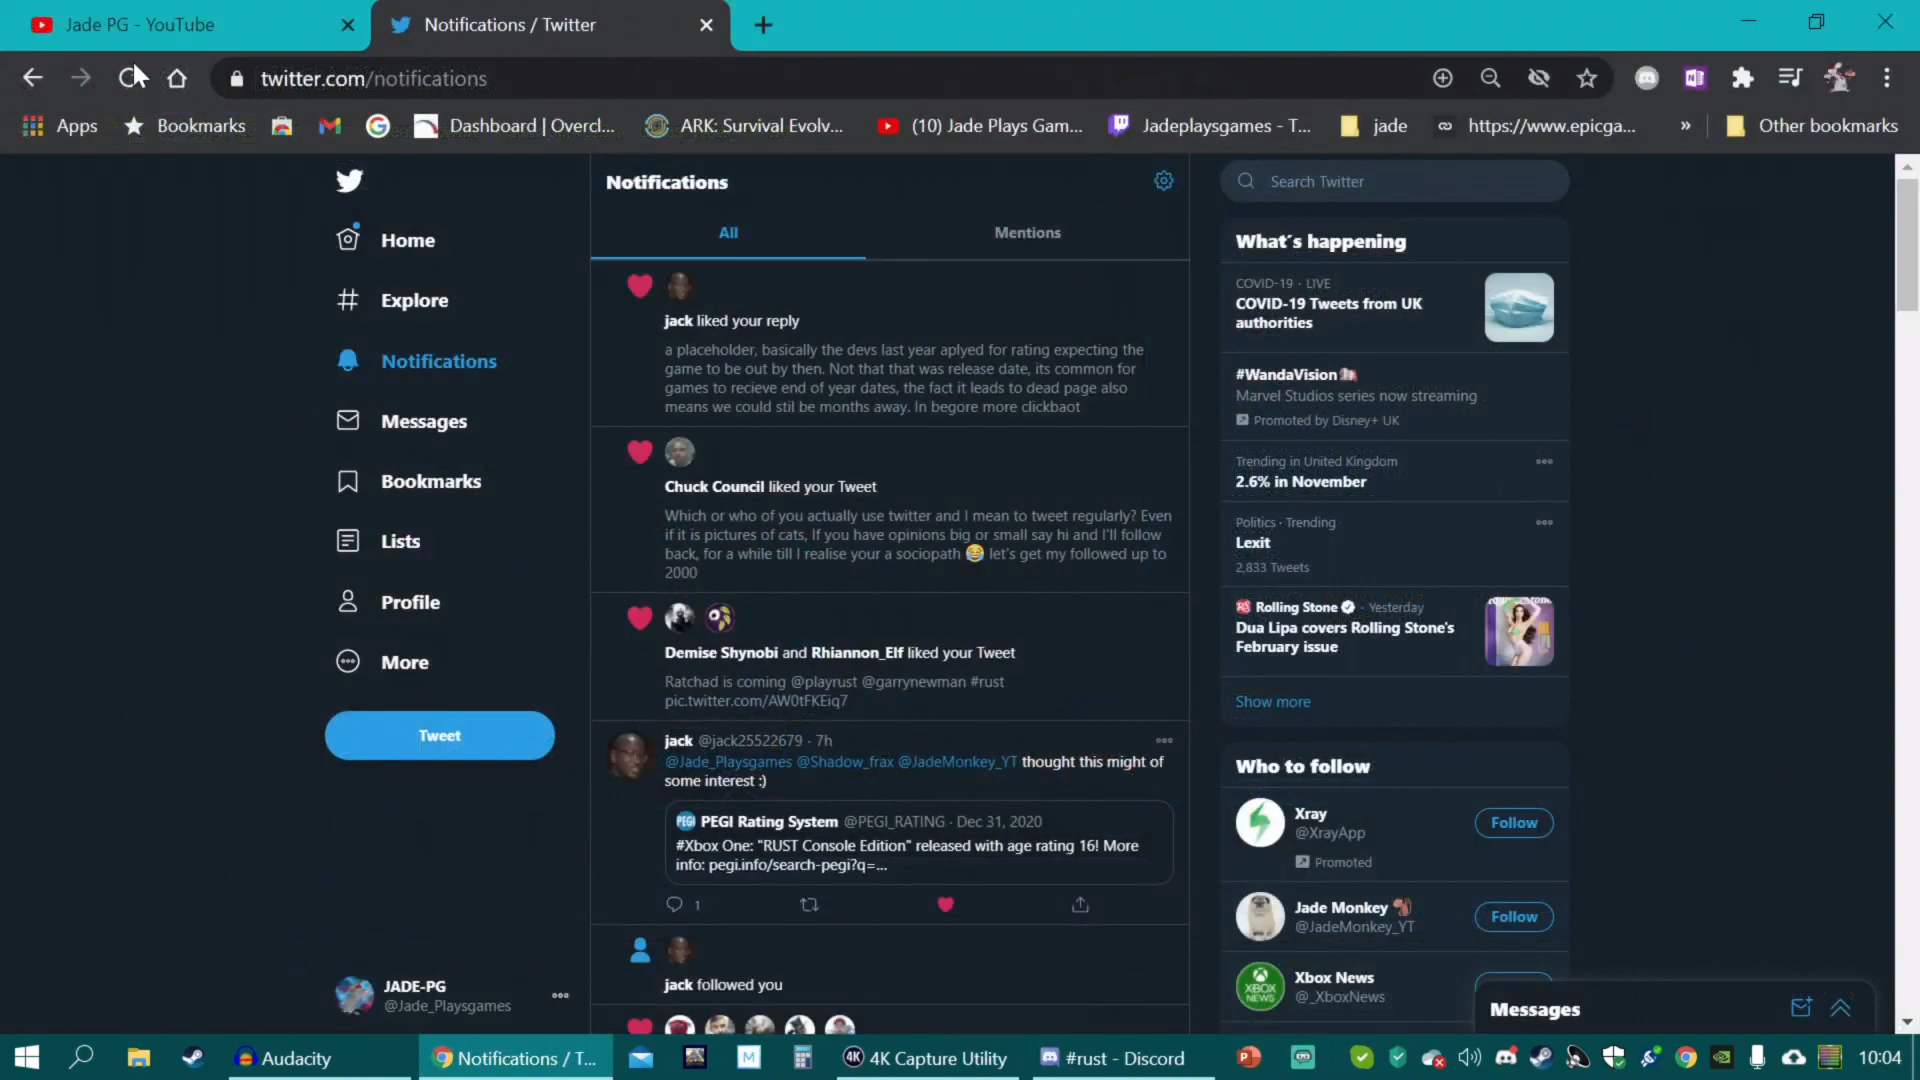 Jade PG - YouTube
Notifications / Twitter
twitter.com/notifications
Apps
Bookmarks
Dashboard | Overcl...
ARK: Survival Evolv...
(10) Jade Plays Gam...
Jadeplaysgames - T...
jade
https://www.epicga...
»
Other bookmarks
Home
Explore
Notifications
Messages
Bookmarks
Lists
Profile
More
Tweet
JADE-PG
@Jade_Playsgames
Notifications
All
Mentions
jack liked your reply
a placeholder, basically the devs last year aplyed for rating expecting the
game to be out by then. Not that that was release date, its common for
games to recieve end of year dates, the fact it leads to dead page also
means we could stil be months away. In begore more clickbaot
Chuck Council liked your Tweet
Which or who of you actually use twitter and I mean to tweet regularly? Even
if it is pictures of cats, If you have opinions big or small say hi and I'll follow
back, for a while till I realise your a sociopath 😂 let's get my followed up to
2000
Demise Shynobi and Rhiannon_Elf liked your Tweet
Ratchad is coming @playrust @garrynewman #rust
pic.twitter.com/AW0tFKEiq7
jack @jack25522679 · 7h
@Jade_Playsgames @Shadow_frax @JadeMonkey_YT thought this might of
some interest :)
PEGI PEGI Rating System @PEGI_RATING · Dec 31, 2020
#Xbox One: "RUST Console Edition" released with age rating 16! More
info: pegi.info/search-pegi?q=...
1
jack followed you
Search Twitter
What's happening
COVID-19 · LIVE
COVID-19 Tweets from UK
authorities
#WandaVision
Marvel Studios series now streaming
Promoted by Disney+ UK
Trending in United Kingdom
2.6% in November
Politics · Trending
Lexit
2,833 Tweets
Rolling Stone · Yesterday
Dua Lipa covers Rolling Stone's
February issue
Show more
Who to follow
Xray
@XrayApp
Follow
Promoted
Jade Monkey 🐿️
@JadeMonkey_YT
Follow
XBOX
NEWS
Xbox News
@_XboxNews
Messages
Audacity
Notifications / T...
M
4K
4K Capture Utility
#rust - Discord
10:04